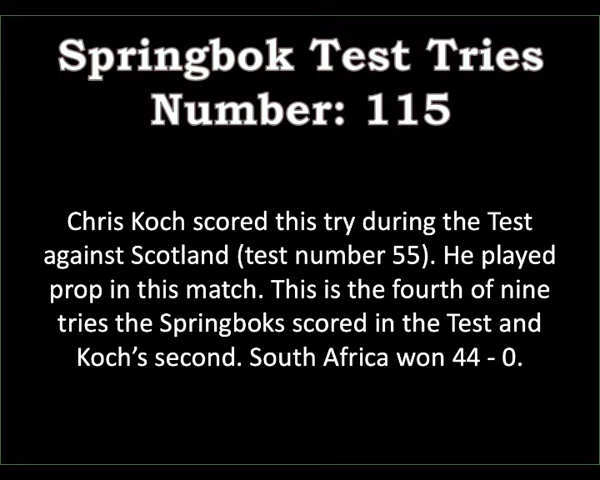 Springbok Test Tries
Number: 115
Chris Koch scored this try during the Test
against Scotland (test number 55). He played
prop in this match. This is the fourth of nine
tries the Springboks scored in the Test and
Koch’s second. South Africa won 44 - 0.